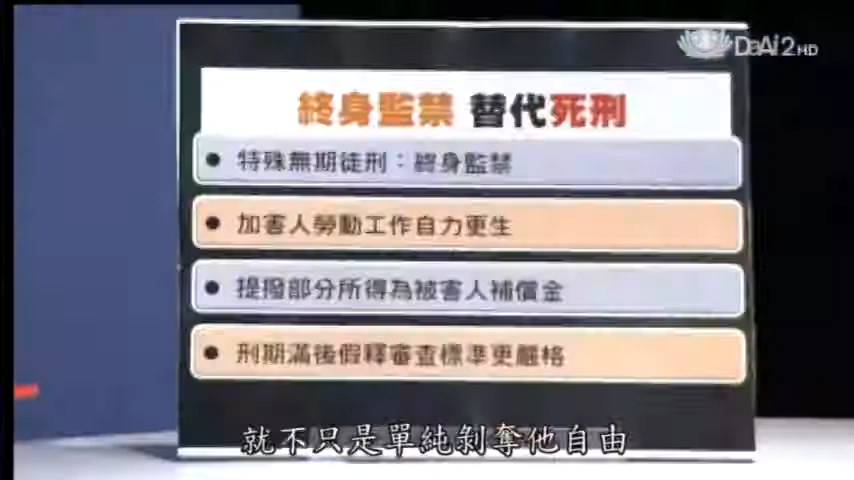 DaAi 2 HD
終身監禁 替代死刑
● 特殊無期徒刑：終身監禁
● 加害人勞動工作自力更生
● 提撥部分所得為被害人補償金
● 刑期滿後假釋審查標準更嚴格
就不只是單純剝奪他自由